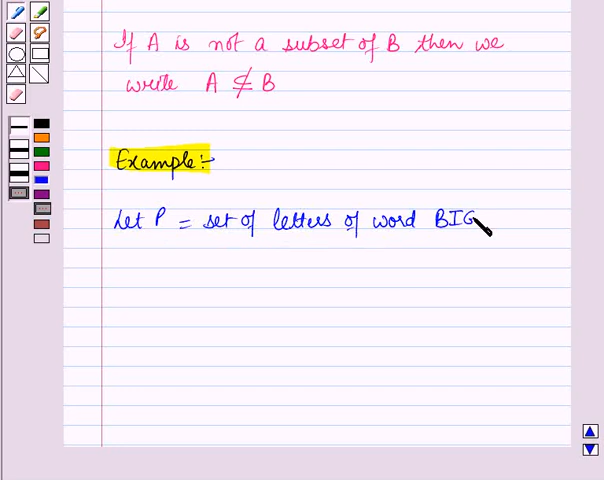 If A is not a subset of B then we
write A ⊈ B
Example:-
Let P = set of letters of word BIG